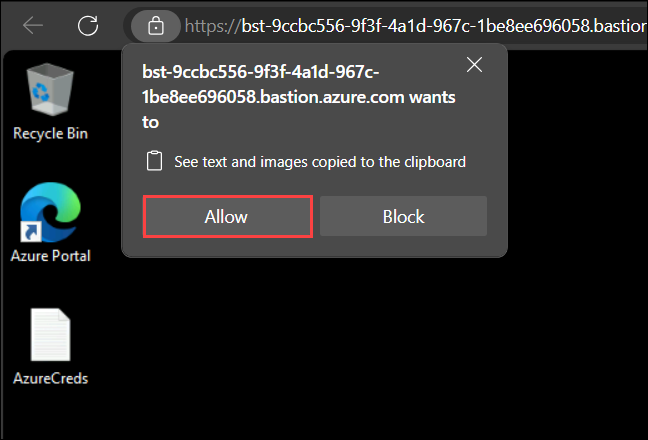 https://bst-9ccbc556-9f3f-4a1d-967c-1be8ee696058.bastion
bst-9ccbc556-9f3f-4a1d-967c-
1be8ee696058.bastion.azure.com wants
to
See text and images copied to the clipboard
Allow
Block
Recycle Bin
Azure Portal
AzureCreds